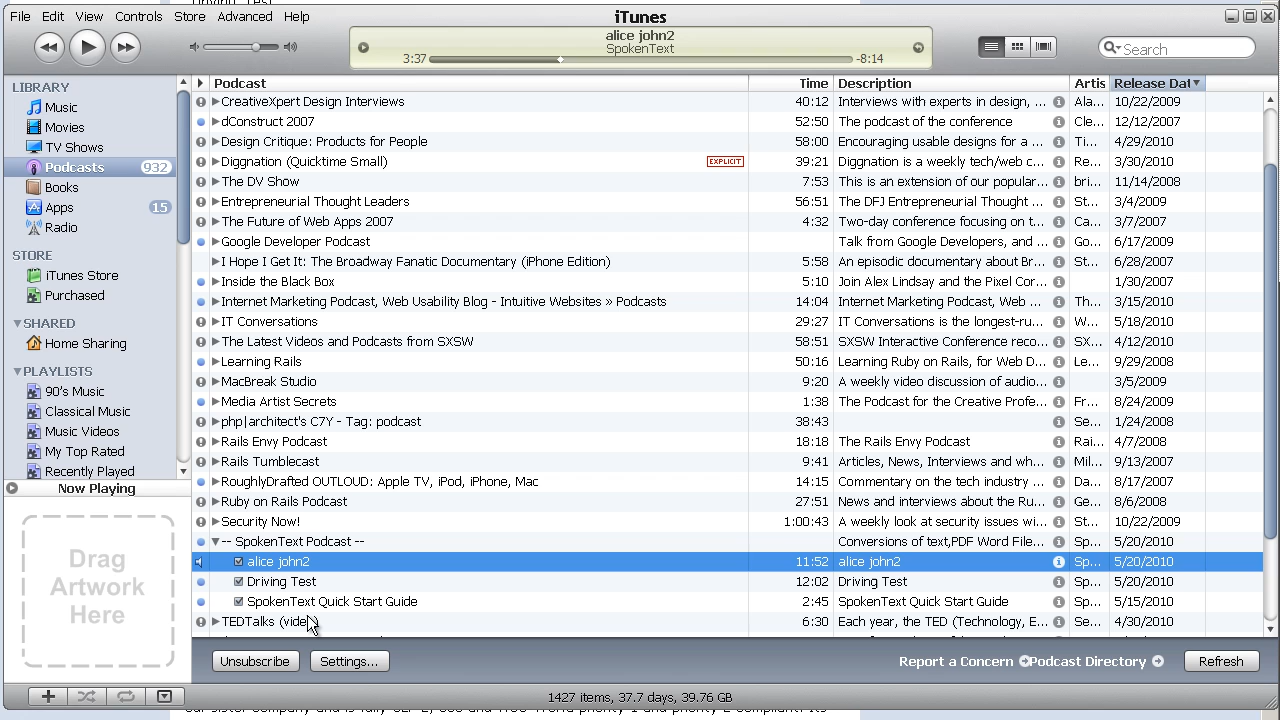 File Edit View Controls Store Advanced Help
iTunes
alice john2
SpokenText
3:37 -8:14
Search
LIBRARY
Music
Movies
TV Shows
Podcasts 932
Books
Apps 15
Radio
STORE
iTunes Store
Purchased
SHARED
Home Sharing
PLAYLISTS
90's Music
Classical Music
Music Videos
My Top Rated
Recently Played
Now Playing
Drag
Artwork
Here
Podcast Time Description Artis Release Dat
CreativeXpert Design Interviews 40:12 Interviews with experts in design, ... Ala... 10/22/2009
dConstruct 2007 52:50 The podcast of the conference Cle... 12/12/2007
Design Critique: Products for People 58:00 Encouraging usable designs for a ... Ti... 4/29/2010
Diggnation (Quicktime Small) EXPLICIT 39:21 Diggnation is a weekly tech/web c... Re... 3/30/2010
The DV Show 7:53 This is an extension of our popular... bri... 11/14/2008
Entrepreneurial Thought Leaders 56:51 The DFJ Entrepreneurial Thought ... St... 3/4/2009
The Future of Web Apps 2007 4:32 Two-day conference focusing on t... Ca... 3/7/2007
Google Developer Podcast Talk from Google Developers, and ... Go... 6/17/2009
I Hope I Get It: The Broadway Fanatic Documentary (iPhone Edition) 5:58 An episodic documentary about Br... St... 6/28/2007
Inside the Black Box 5:10 Join Alex Lindsay and the Pixel Cor... 1/30/2007
Internet Marketing Podcast, Web Usability Blog - Intuitive Websites » Podcasts 14:04 Internet Marketing Podcast, Web ... Th... 3/15/2010
IT Conversations 29:27 IT Conversations is the longest-ru... W... 5/18/2010
The Latest Videos and Podcasts from SXSW 58:51 SXSW Interactive Conference reco... SX... 4/12/2010
Learning Rails 50:16 Learning Ruby on Rails, for Web D... Le... 9/29/2008
MacBreak Studio 9:20 A weekly video discussion of audio... 3/5/2009
Media Artist Secrets 1:38 The Podcast for the Creative Profe... Fr... 8/24/2009
php|architect's C7Y - Tag: podcast 38:43 Se... 1/24/2008
Rails Envy Podcast 18:18 The Rails Envy Podcast Rai... 4/7/2008
Rails Tumblecast 9:41 Articles, News, Interviews and wh... Mil... 9/13/2007
RoughlyDrafted OUTLOUD: Apple TV, iPod, iPhone, Mac 14:15 Commentary on the tech industry ... Da... 8/17/2007
Ruby on Rails Podcast 27:51 News and interviews about the Ru... Ge... 8/6/2008
Security Now! 1:00:43 A weekly look at security issues wi... St... 10/22/2009
-- SpokenText Podcast -- Conversions of text,PDF Word File... Sp... 5/20/2010
alice john2 11:52 alice john2 Sp... 5/20/2010
Driving Test 12:02 Driving Test Sp... 5/20/2010
SpokenText Quick Start Guide 2:45 SpokenText Quick Start Guide Sp... 5/15/2010
TEDTalks (video) 6:30 Each year, the TED (Technology, E... Se... 4/30/2010
Unsubscribe Settings... Report a Concern Podcast Directory Refresh
1427 items, 37.7 days, 39.76 GB